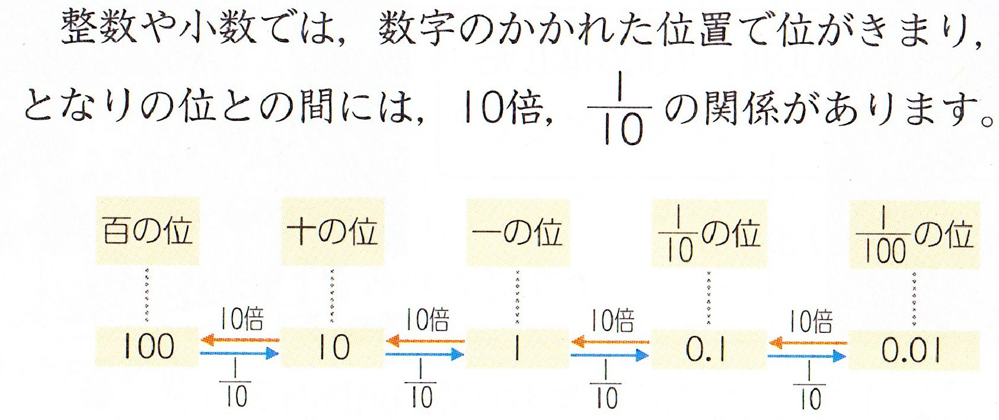 整数や小数では，数字のかかれた位置で位がきまり，
となりの位との間には，10倍，1/10の関係があります。
百の位 十の位 一の位 1/10の位 1/100の位
10倍 10倍 10倍 10倍
100 10 1 0.1 0.01
1/10 1/10 1/10 1/10